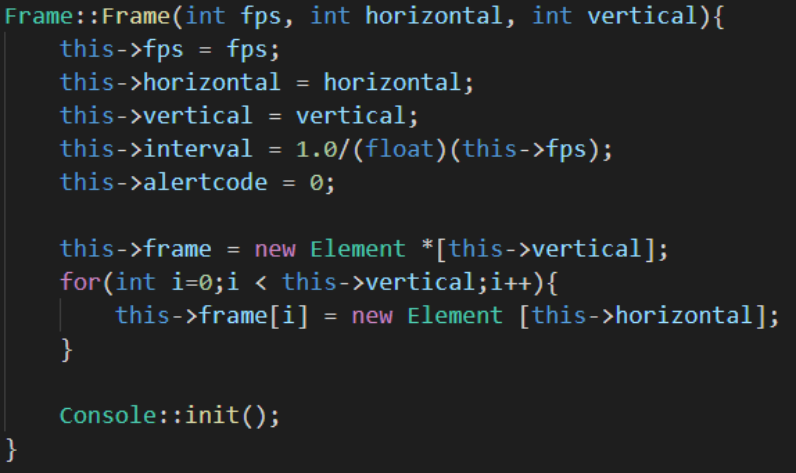 Frame::Frame(int fps, int horizontal, int vertical){
    this->fps = fps;
    this->horizontal = horizontal;
    this->vertical = vertical;
    this->interval = 1.0/(float)(this->fps);
    this->alertcode = 0;

    this->frame = new Element *[this->vertical];
    for(int i=0;i < this->vertical;i++){
        this->frame[i] = new Element [this->horizontal];
    }

    Console::init();
}